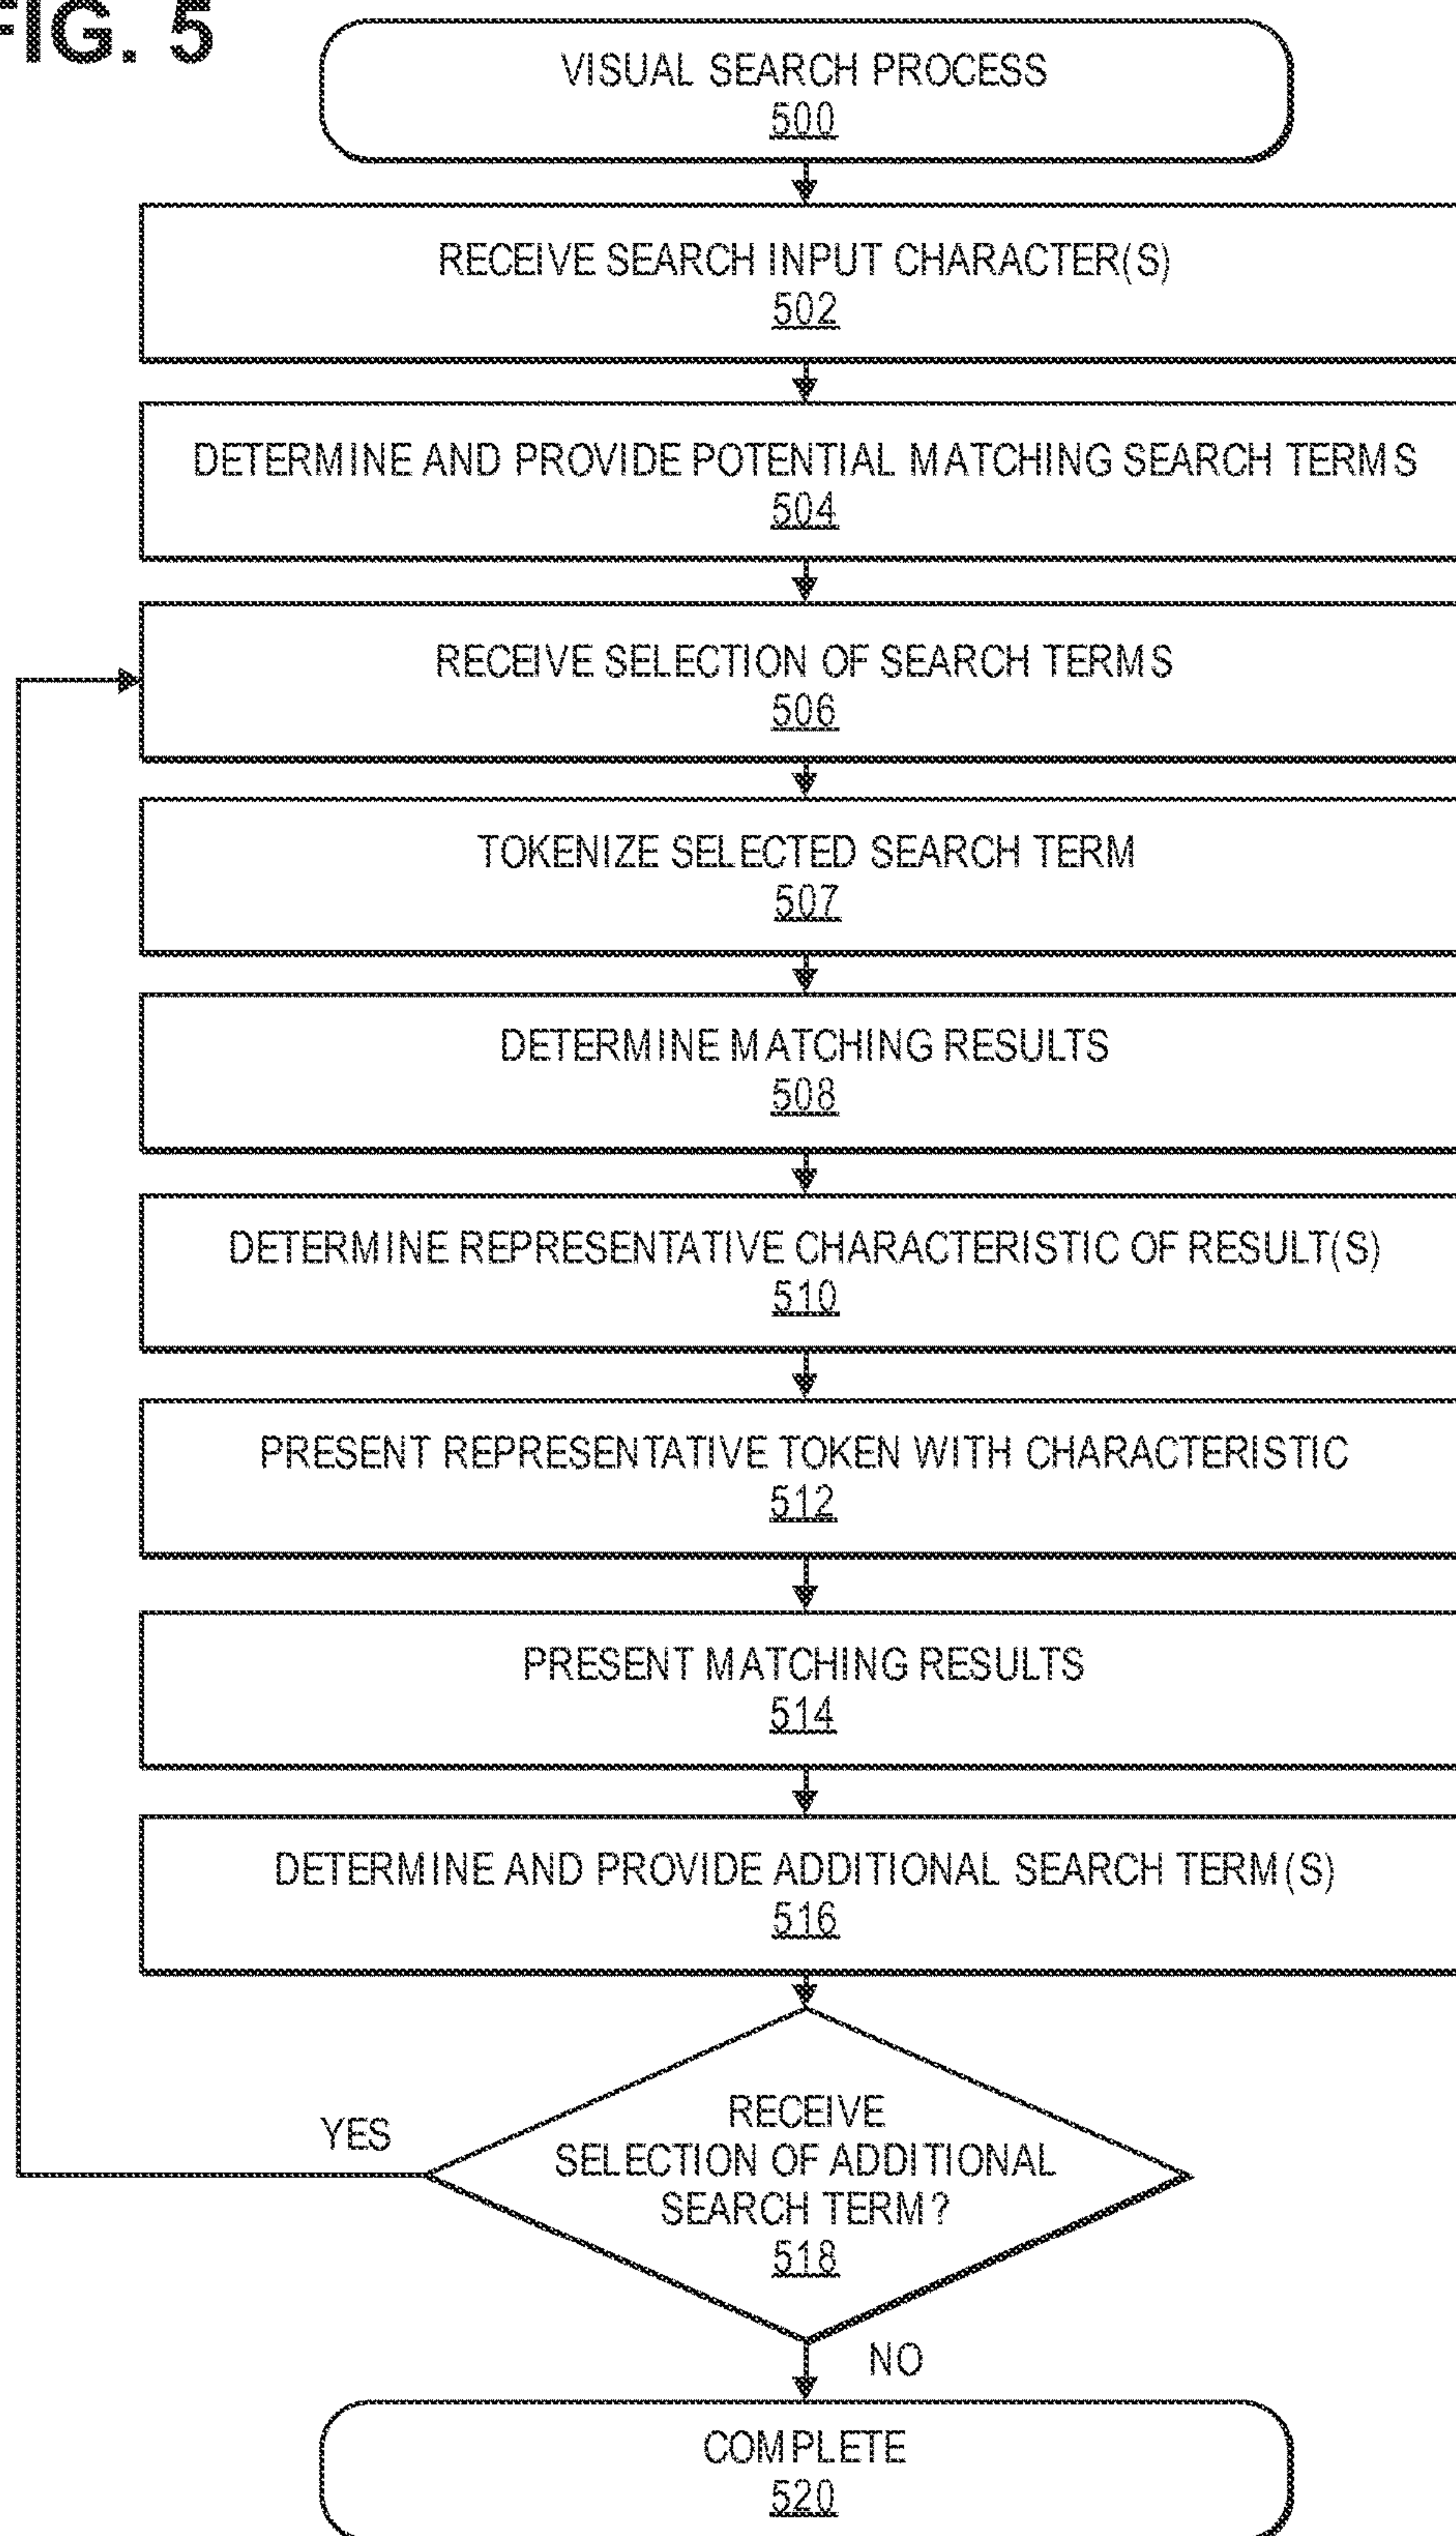 FIG. 5
VISUAL SEARCH PROCESS
500
RECEIVE SEARCH INPUT CHARACTER(S)
502
DETERMINE AND PROVIDE POTENTIAL MATCHING SEARCH TERMS
504
RECEIVE SELECTION OF SEARCH TERMS
506
TOKENIZE SELECTED SEARCH TERM
507
DETERMINE MATCHING RESULTS
508
DETERMINE REPRESENTATIVE CHARACTERISTIC OF RESULT(S)
510
PRESENT REPRESENTATIVE TOKEN WITH CHARACTERISTIC
512
PRESENT MATCHING RESULTS
514
DETERMINE AND PROVIDE ADDITIONAL SEARCH TERM(S)
516
YES
RECEIVE
SELECTION OF ADDITIONAL
SEARCH TERM?
518
NO
COMPLETE
520